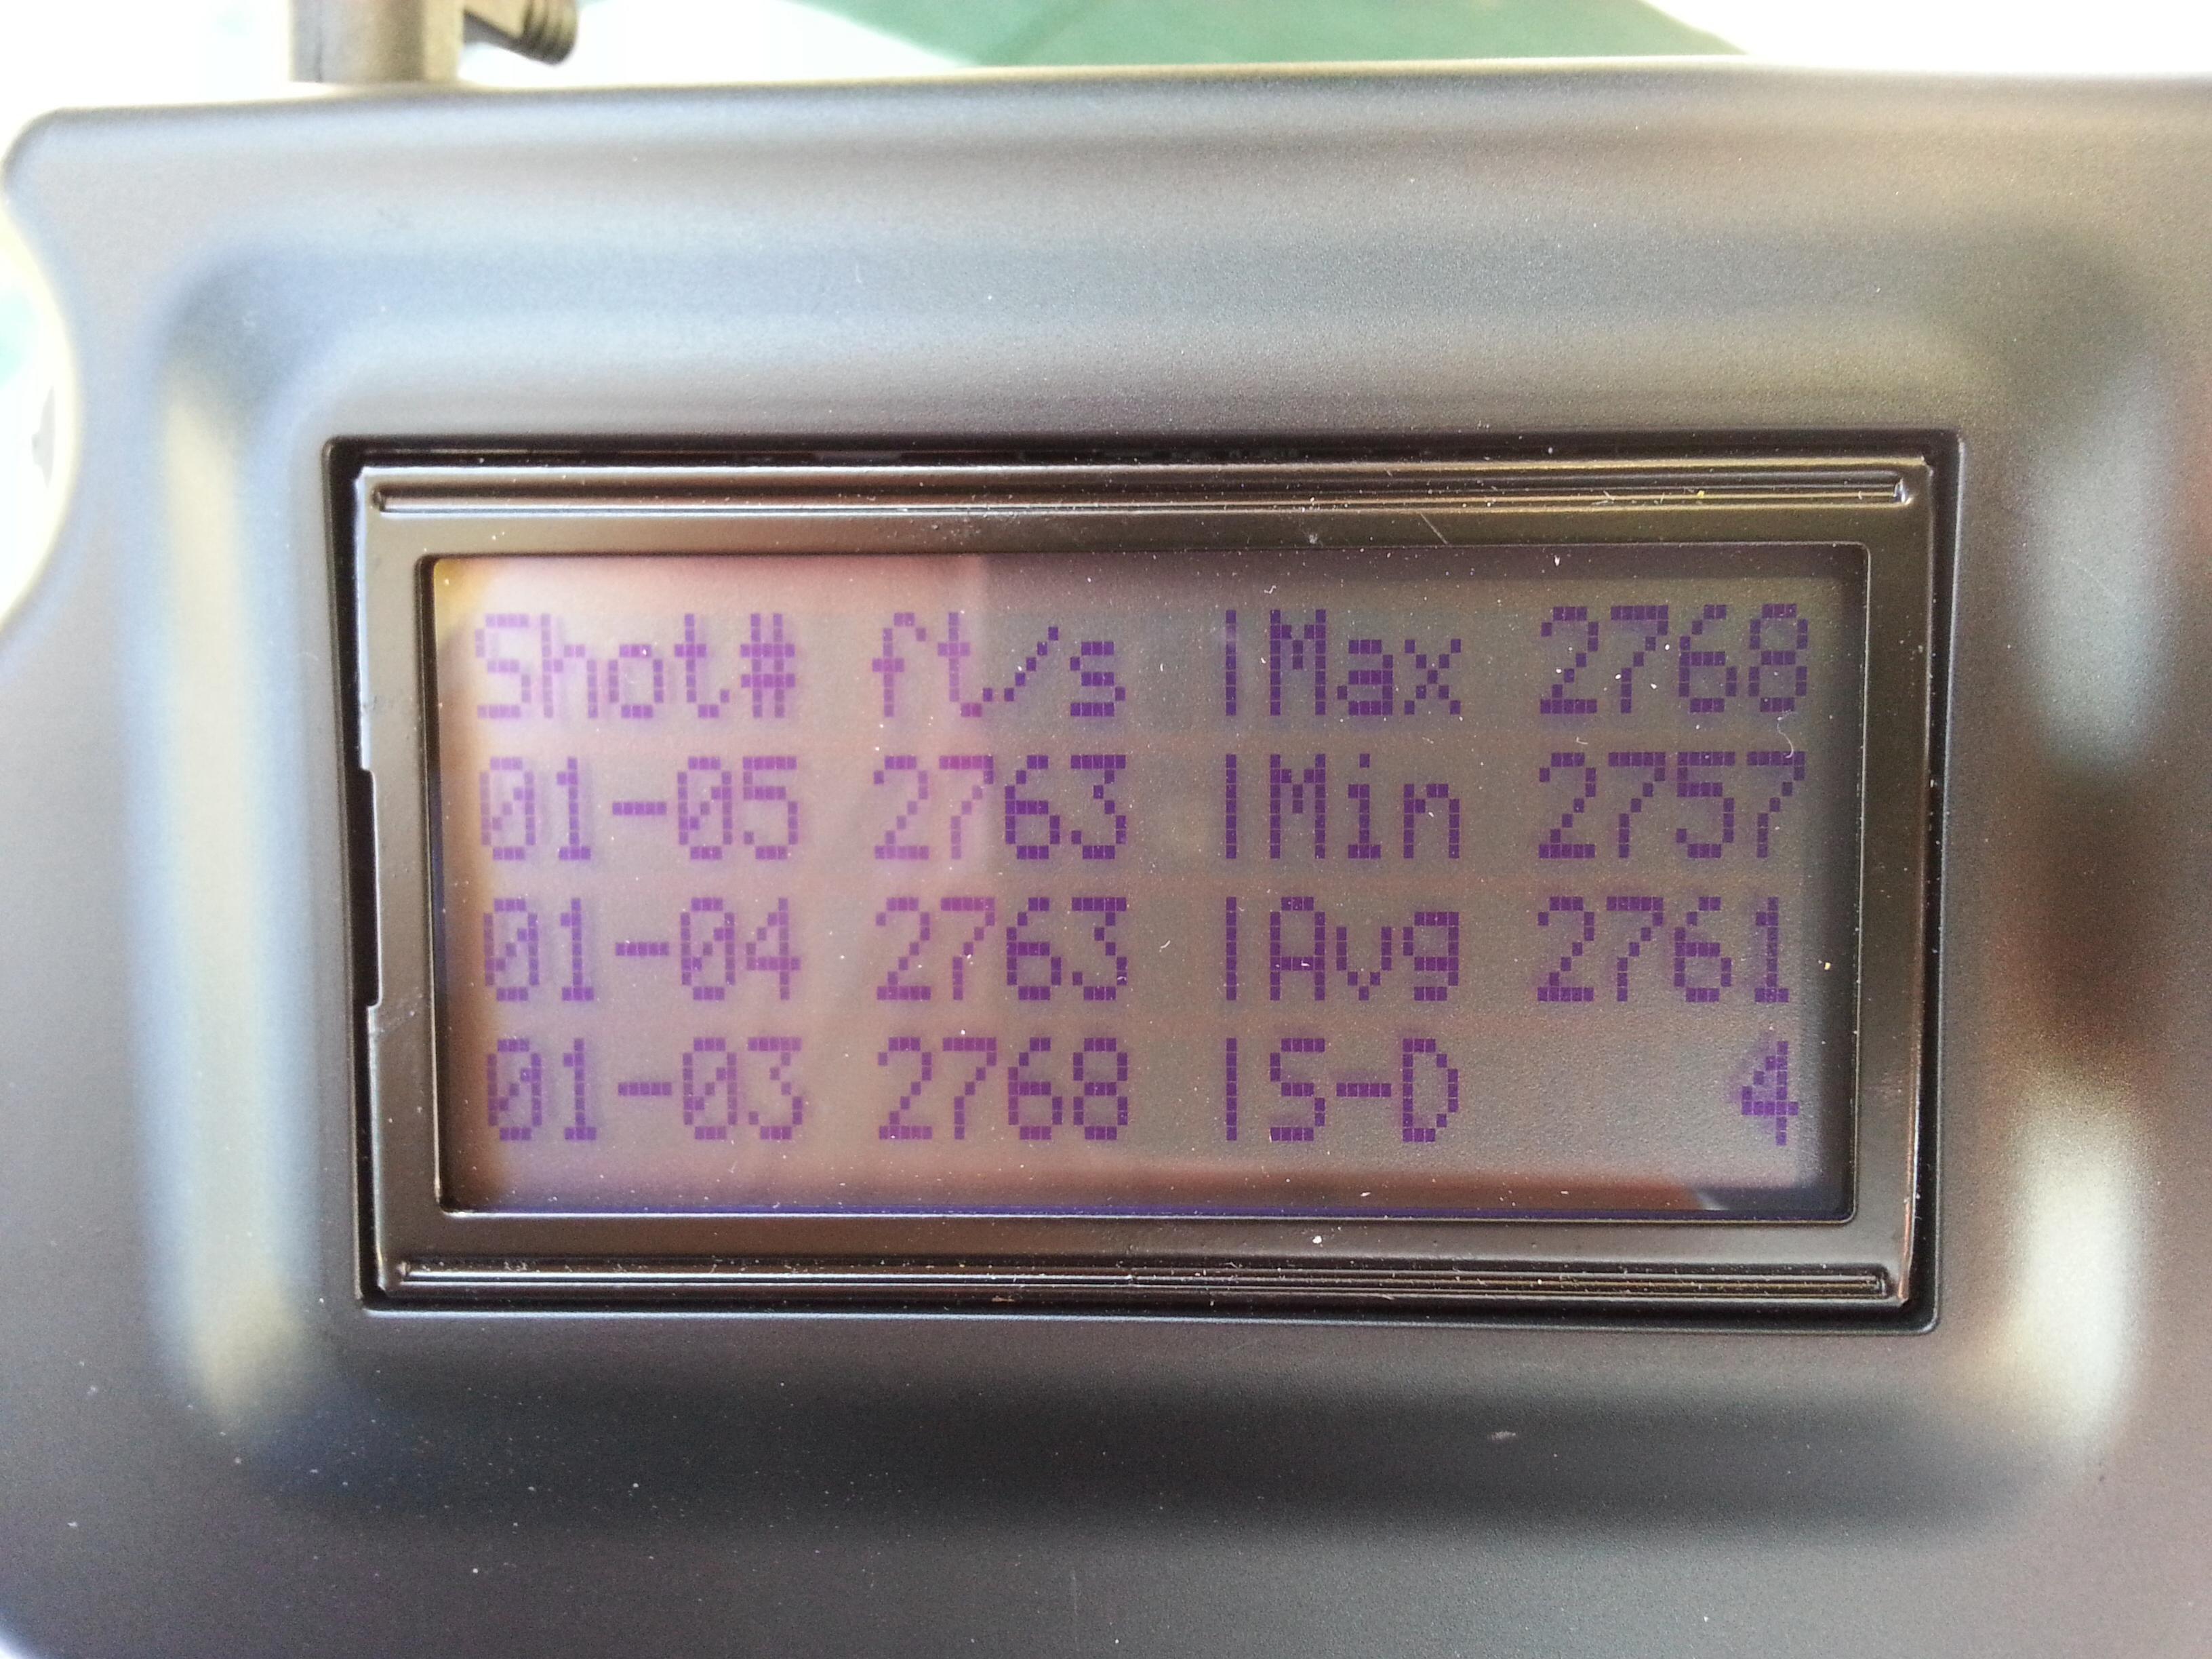 Shot# ft/s |Max 2768
01-05 2763 |Min 2757
01-04 2763 |Avg 2761
01-03 2768 |S-D 4